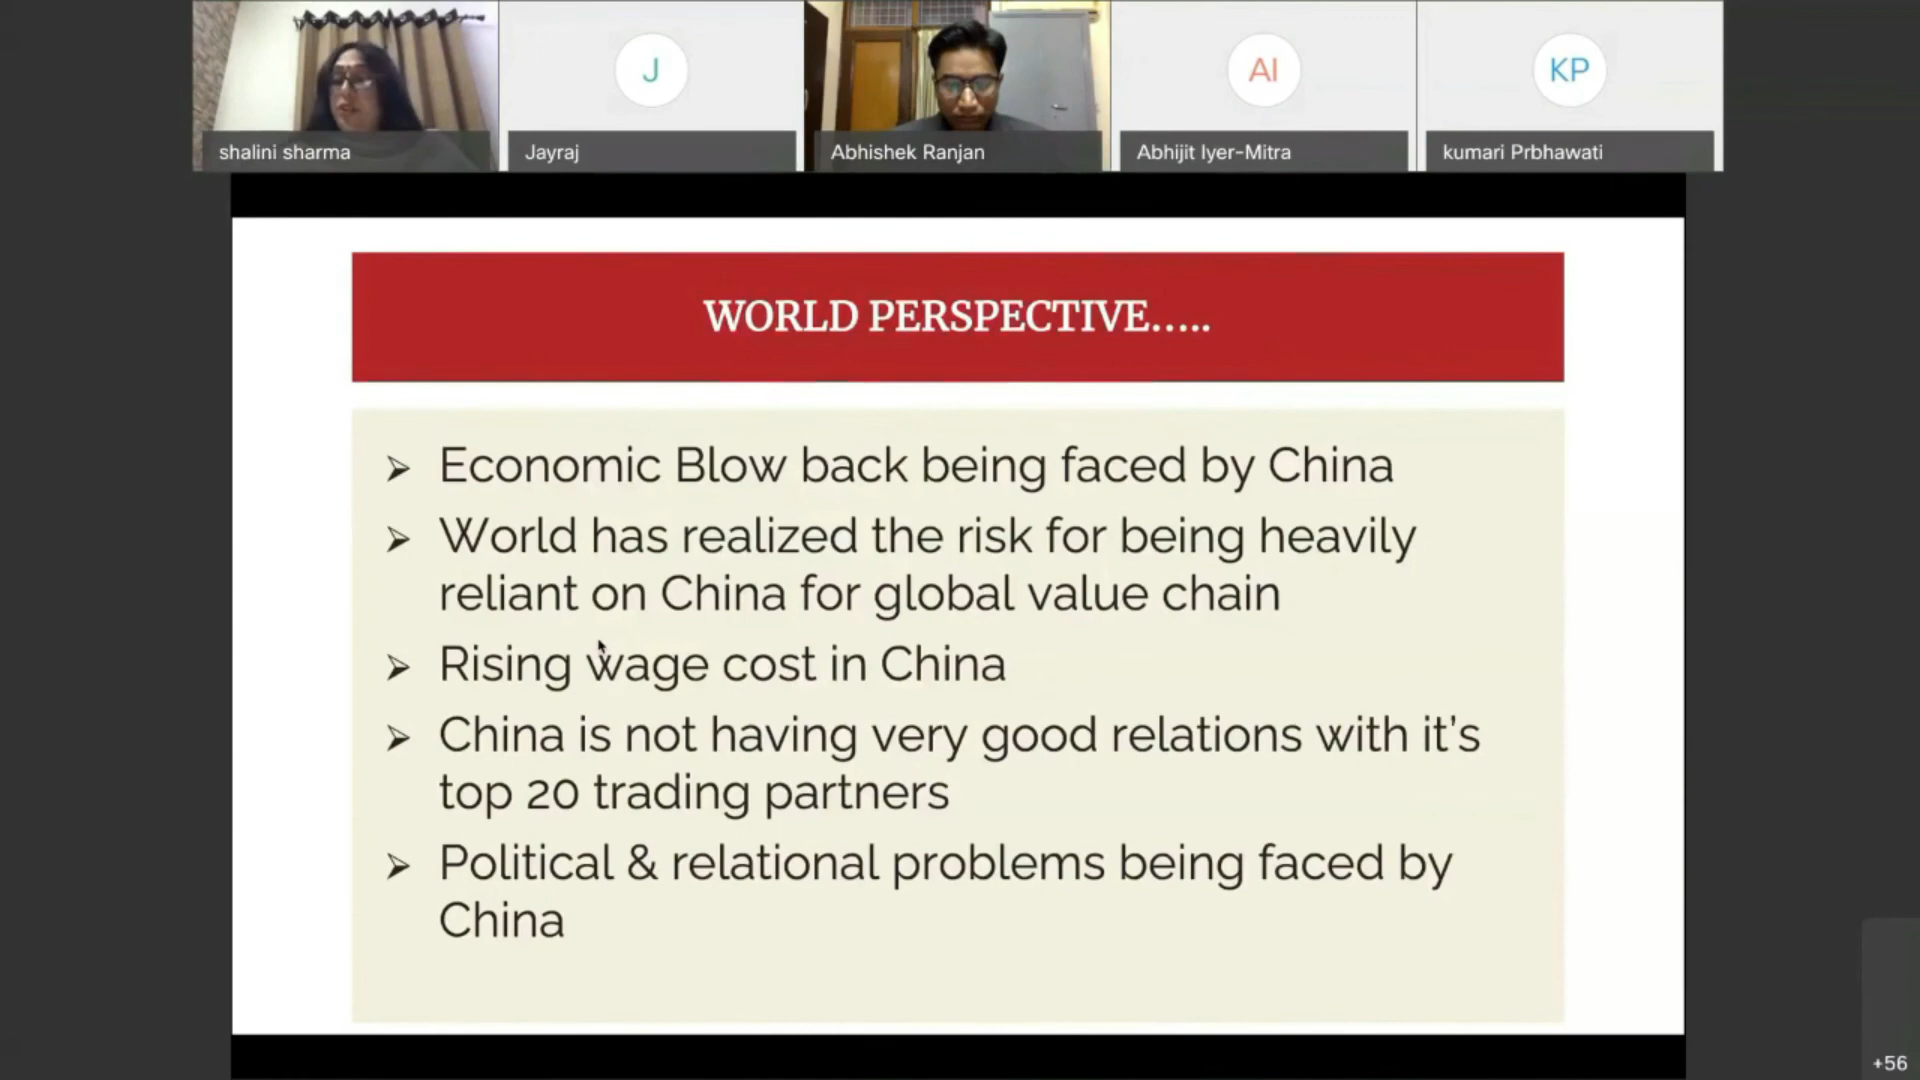 shalini sharma
J
Jayraj
Abhishek Ranjan
AI
Abhijit Iyer-Mitra
KP
kumari Prbhawati
WORLD PERSPECTIVE.....
➢ Economic Blow back being faced by China
➢ World has realized the risk for being heavily
reliant on China for global value chain
➢ Rising wage cost in China
➢ China is not having very good relations with it's
top 20 trading partners
➢ Political & relational problems being faced by
China
+56